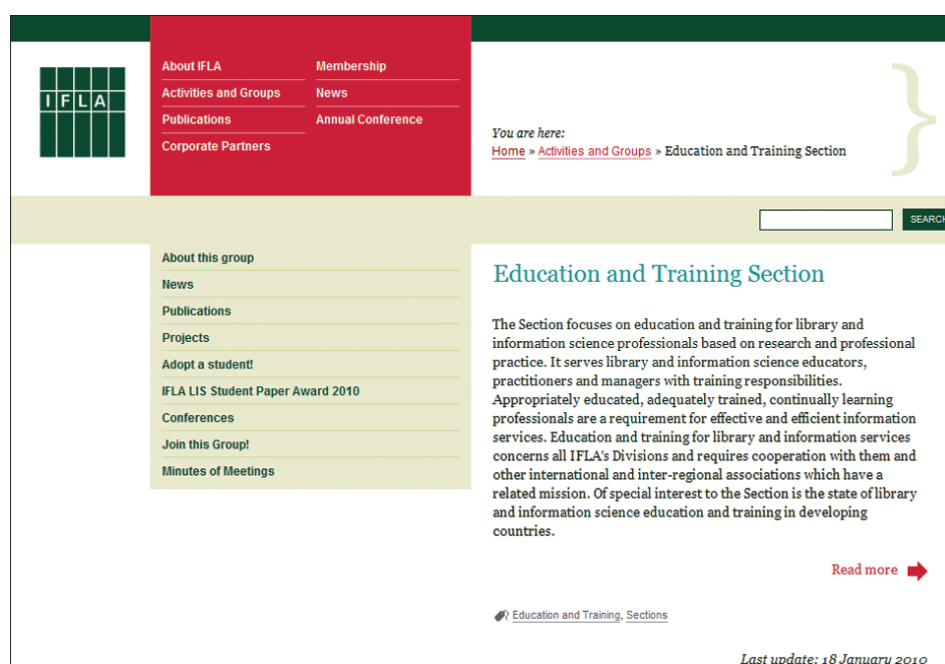 IFLA
About IFLA
Activities and Groups
Publications
Corporate Partners
Membership
News
Annual Conference
You are here:
Home » Activities and Groups » Education and Training Section
}
SEARCH
About this group
News
Publications
Projects
Adopt a student!
IFLA LIS Student Paper Award 2010
Conferences
Join this Group!
Minutes of Meetings
Education and Training Section
The Section focuses on education and training for library and
information science professionals based on research and professional
practice. It serves library and information science educators,
practitioners and managers with training responsibilities.
Appropriately educated, adequately trained, continually learning
professionals are a requirement for effective and efficient information
services. Education and training for library and information services
concerns all IFLA's Divisions and requires cooperation with them and
other international and inter-regional associations which have a
related mission. Of special interest to the Section is the state of library
and information science education and training in developing
countries.
Read more
Education and Training, Sections
Last update: 18 January 2010